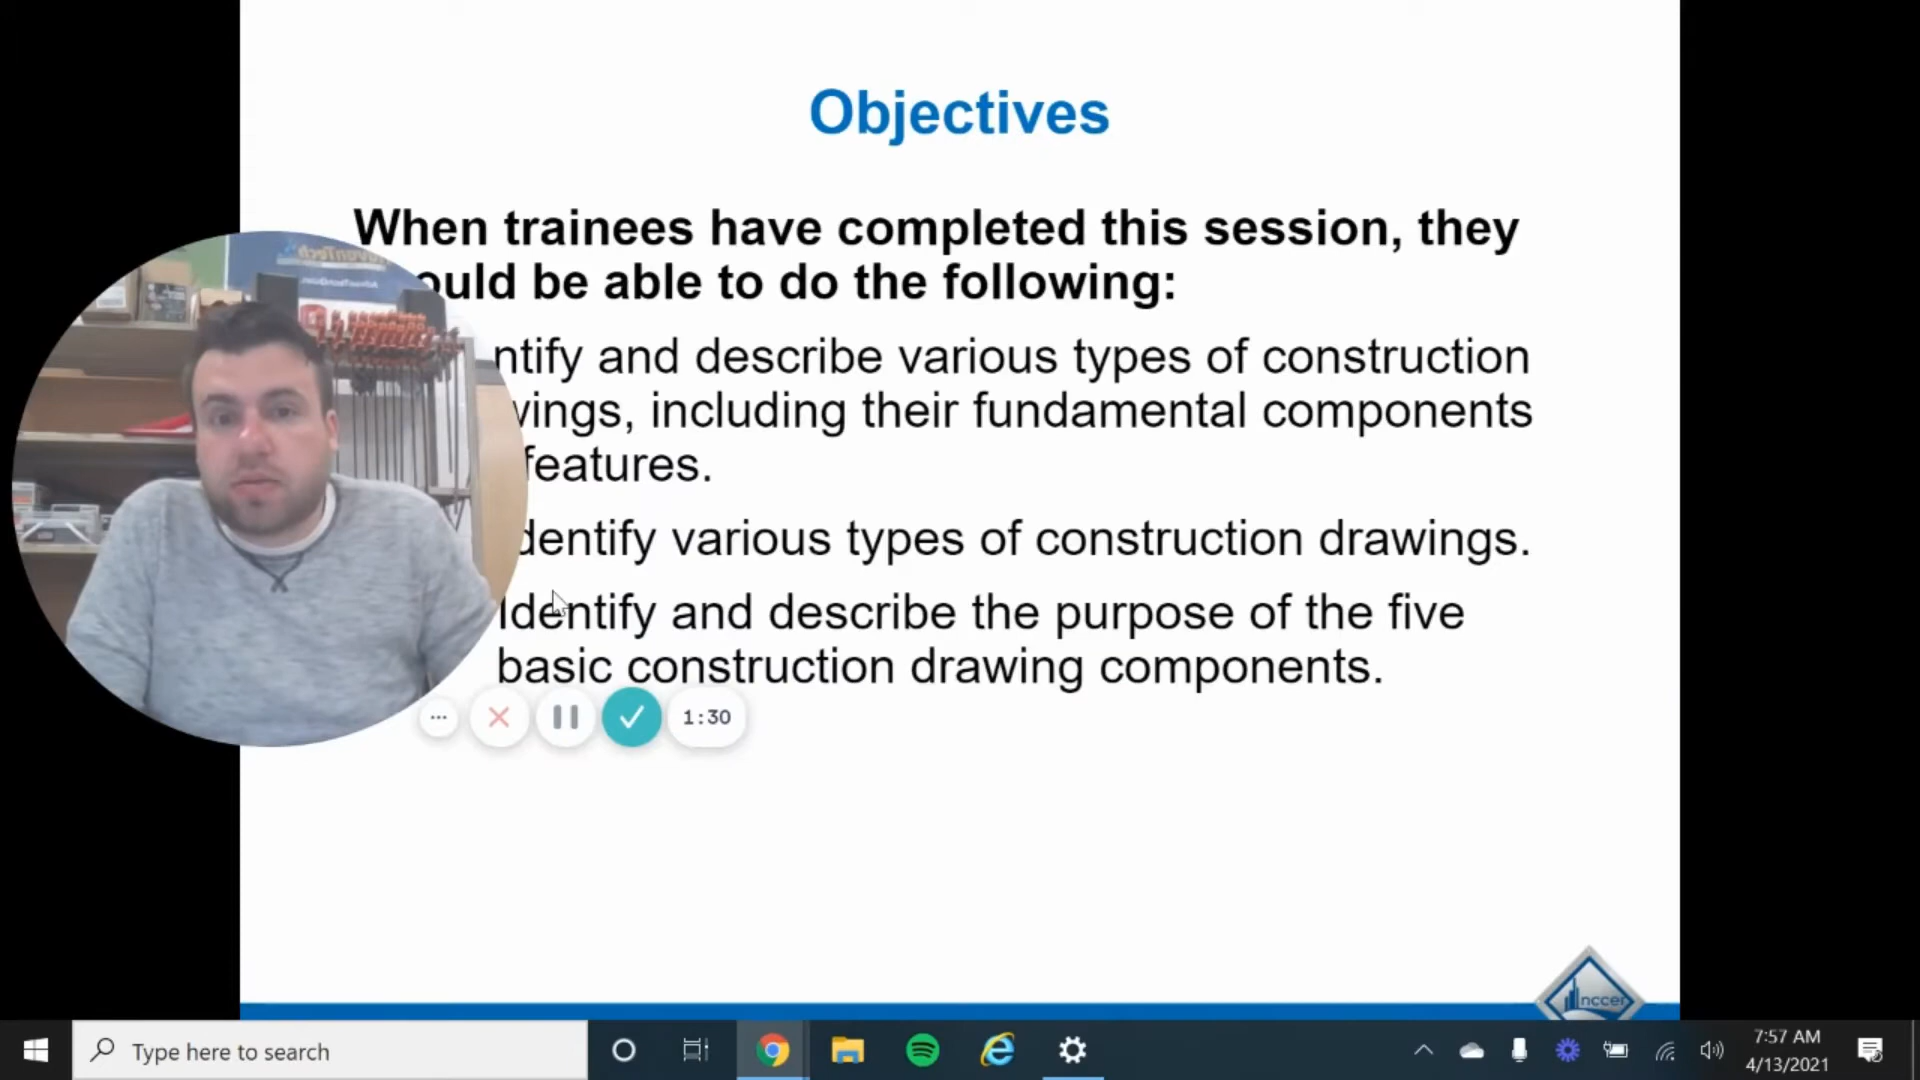 Objectives
When trainees have completed this session, they
ould be able to do the following:
ntify and describe various types of construction
wings, including their fundamental components
features.
dentify various types of construction drawings.
Identify and describe the purpose of the five
basic construction drawing components.
1:30
nccer
Type here to search
7:57 AM
4/13/2021